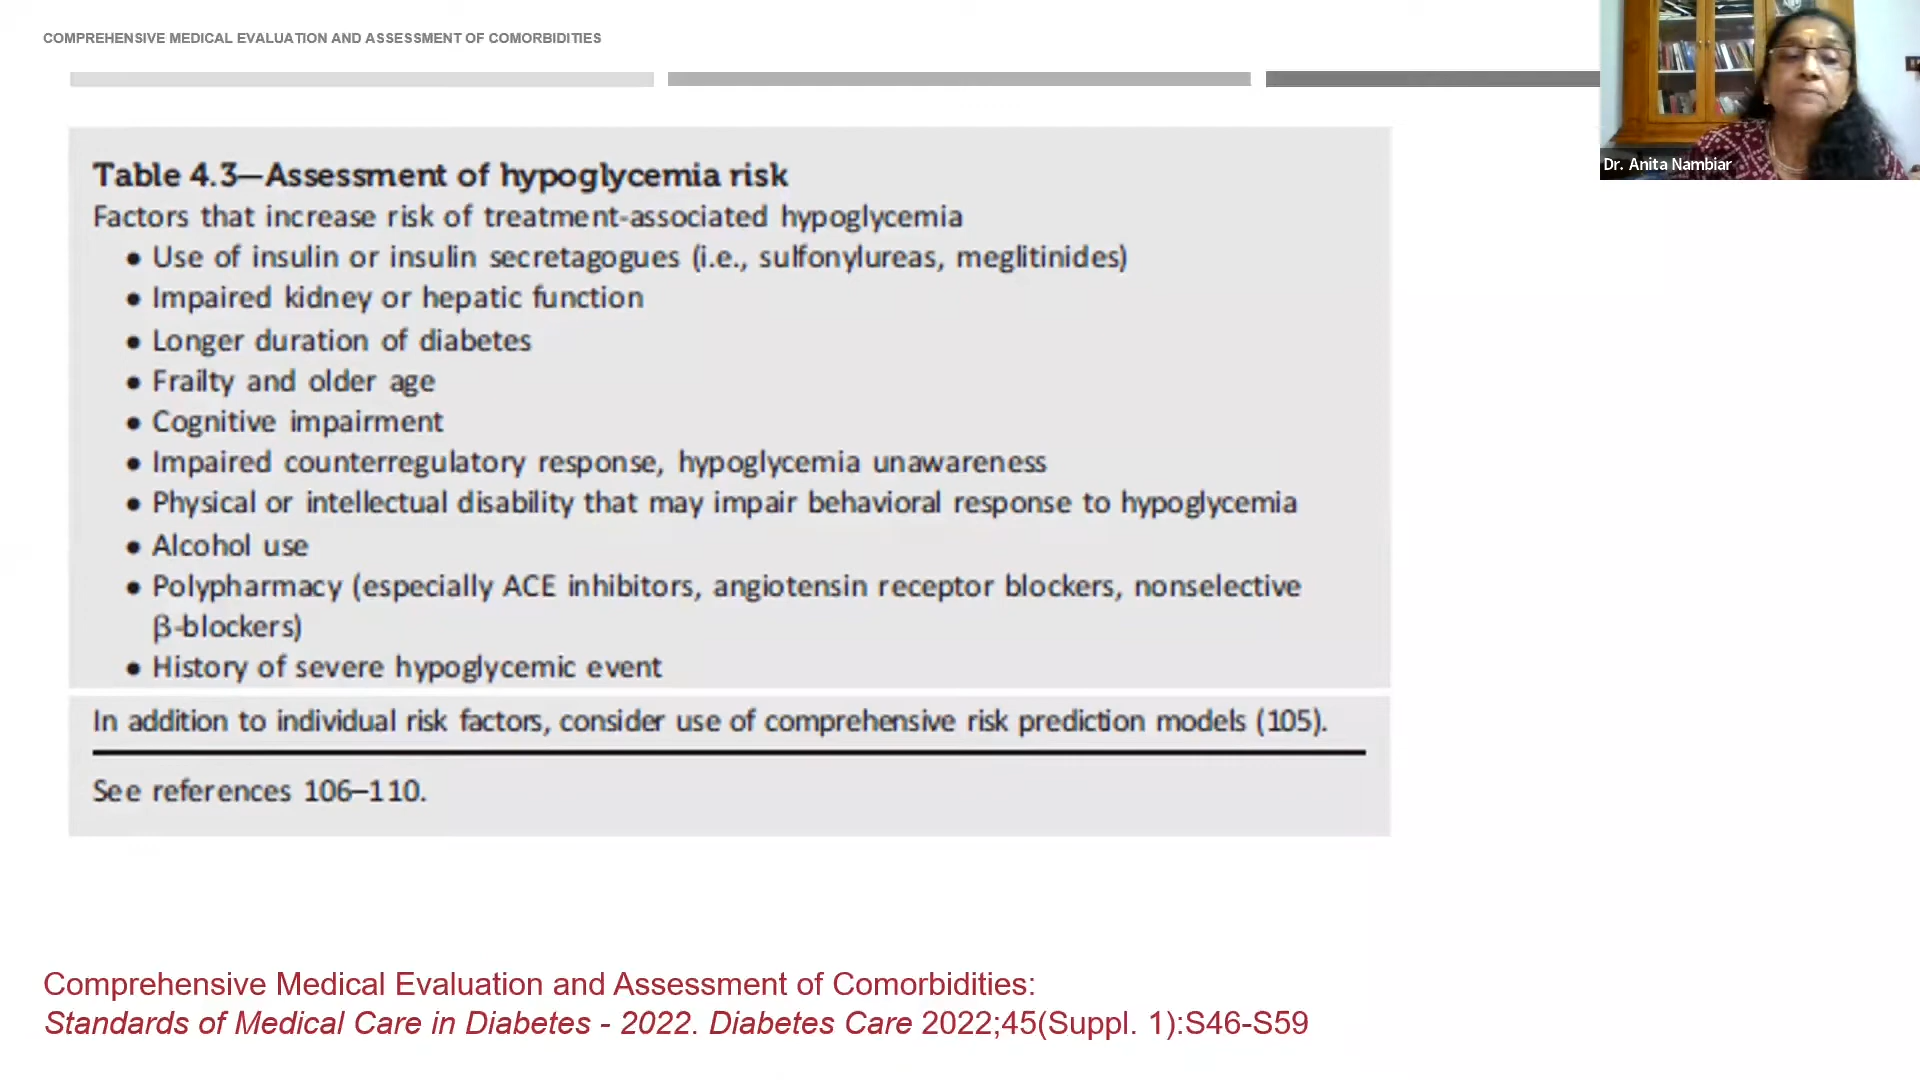 COMPREHENSIVE MEDICAL EVALUATION AND ASSESSMENT OF COMORBIDITIES
Dr. Anita Nambiar
Table 4.3—Assessment of hypoglycemia risk
Factors that increase risk of treatment-associated hypoglycemia
● Use of insulin or insulin secretagogues (i.e., sulfonylureas, meglitinides)
● Impaired kidney or hepatic function
● Longer duration of diabetes
● Frailty and older age
● Cognitive impairment
● Impaired counterregulatory response, hypoglycemia unawareness
● Physical or intellectual disability that may impair behavioral response to hypoglycemia
● Alcohol use
● Polypharmacy (especially ACE inhibitors, angiotensin receptor blockers, nonselective
β-blockers)
● History of severe hypoglycemic event
In addition to individual risk factors, consider use of comprehensive risk prediction models (105).
See references 106–110.
Comprehensive Medical Evaluation and Assessment of Comorbidities:
Standards of Medical Care in Diabetes - 2022. Diabetes Care 2022;45(Suppl. 1):S46-S59